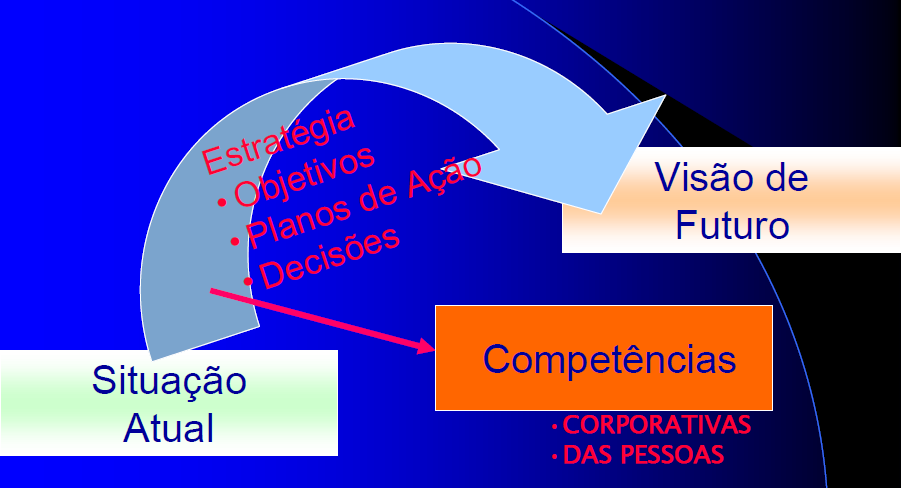 Estratégia
• Objetivos
• Planos de Ação
• Decisões
Visão de
Futuro
Competências
• CORPORATIVAS
• DAS PESSOAS
Situação
Atual